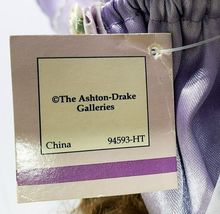 ©The Ashton-Drake
Galleries
China 94593-HT